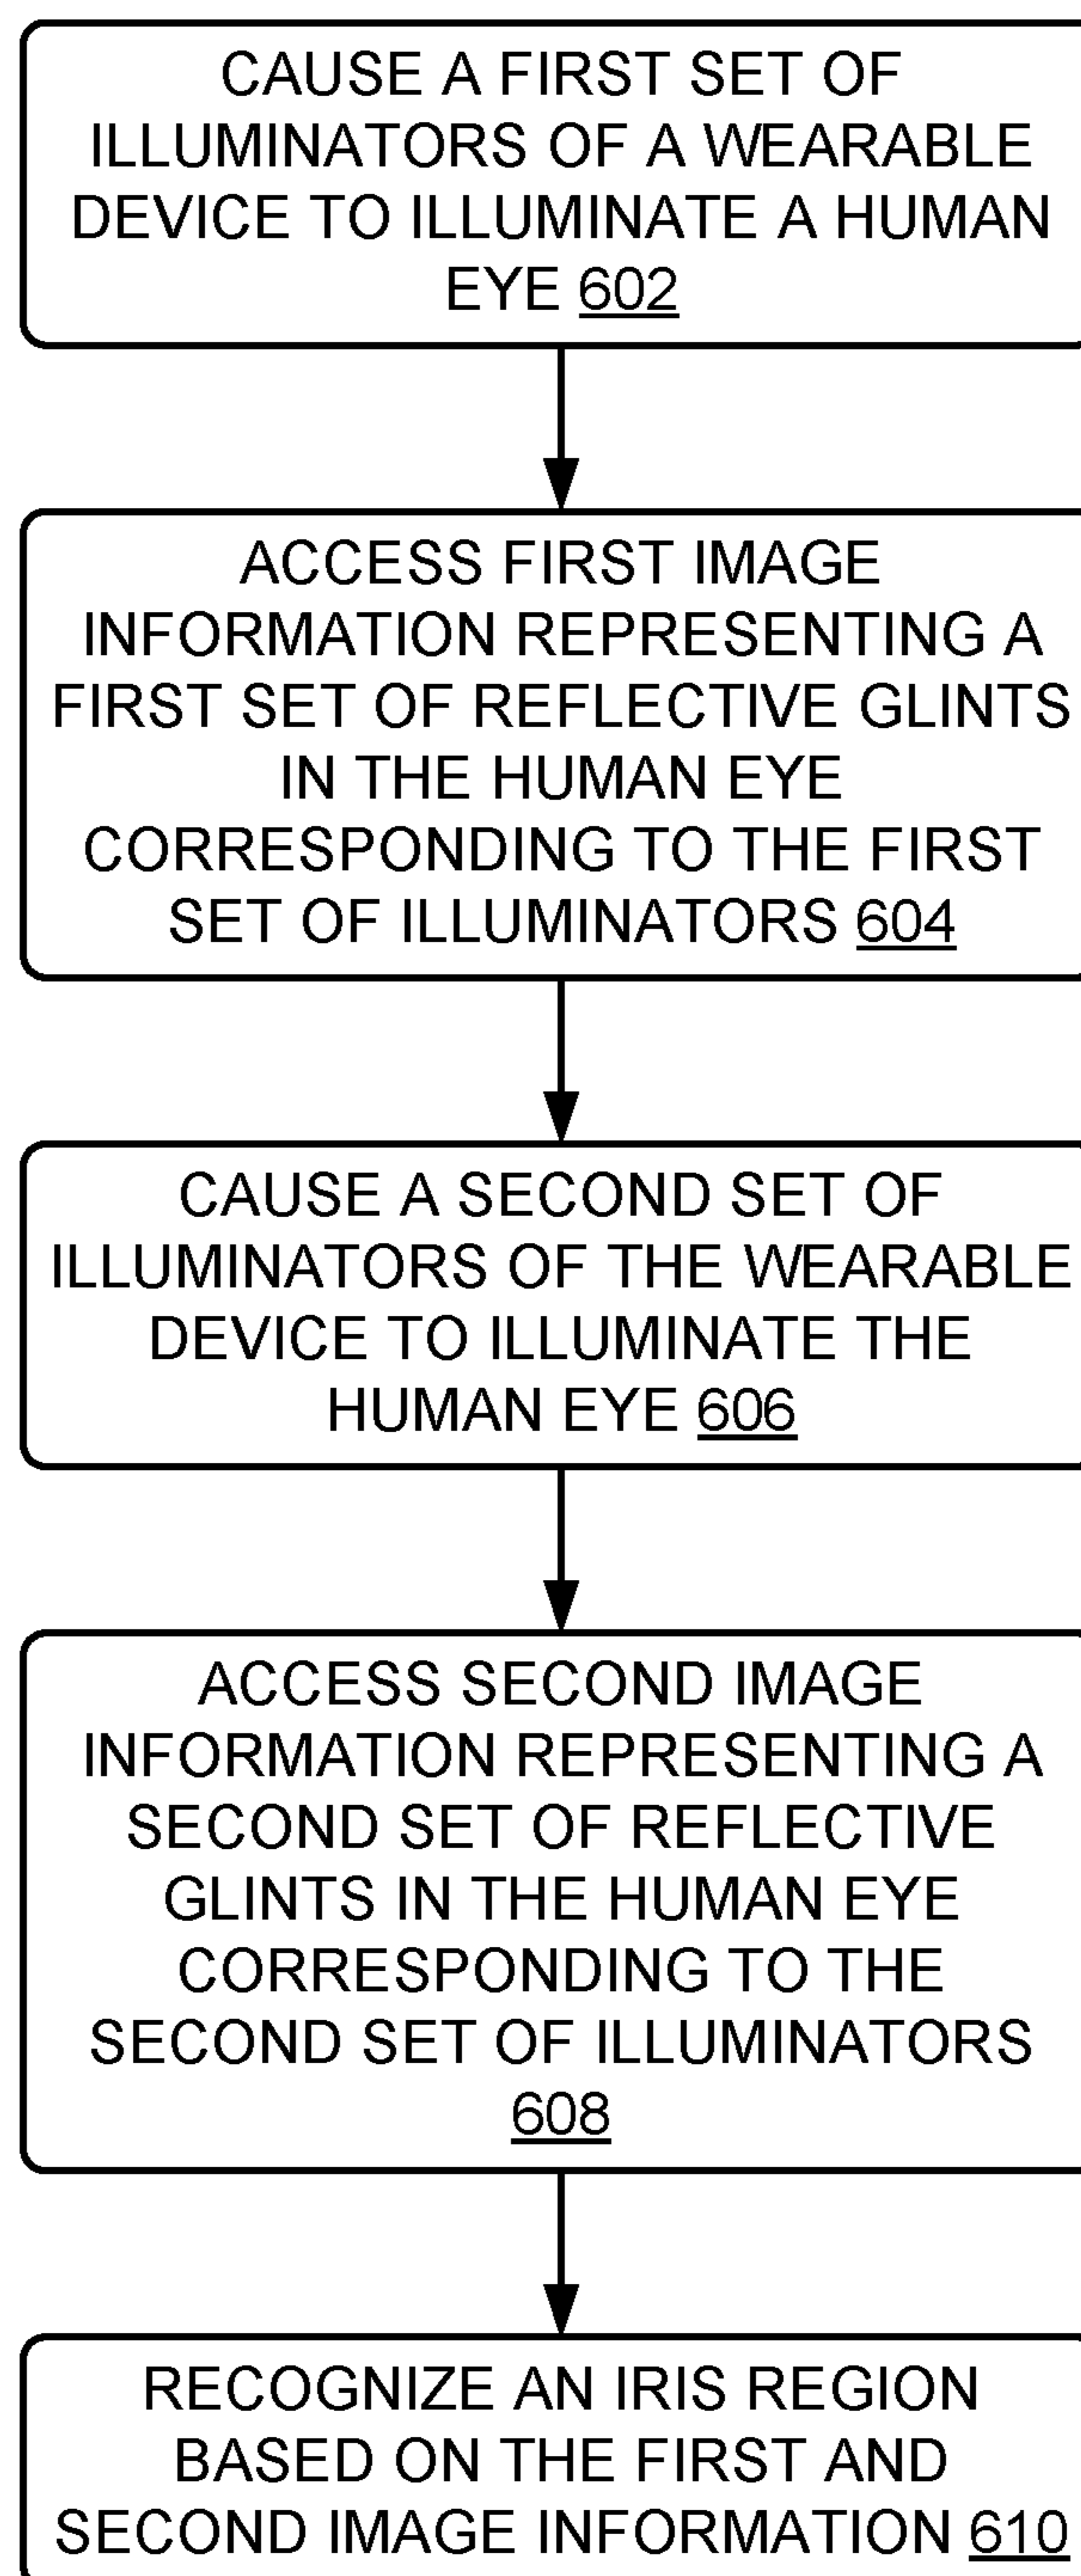 CAUSE A FIRST SET OF
ILLUMINATORS OF A WEARABLE
DEVICE TO ILLUMINATE A HUMAN
EYE 602
ACCESS FIRST IMAGE
INFORMATION REPRESENTING A
FIRST SET OF REFLECTIVE GLINTS
IN THE HUMAN EYE
CORRESPONDING TO THE FIRST
SET OF ILLUMINATORS 604
CAUSE A SECOND SET OF
ILLUMINATORS OF THE WEARABLE
DEVICE TO ILLUMINATE THE
HUMAN EYE 606
ACCESS SECOND IMAGE
INFORMATION REPRESENTING A
SECOND SET OF REFLECTIVE
GLINTS IN THE HUMAN EYE
CORRESPONDING TO THE
SECOND SET OF ILLUMINATORS
608
RECOGNIZE AN IRIS REGION
BASED ON THE FIRST AND
SECOND IMAGE INFORMATION 610